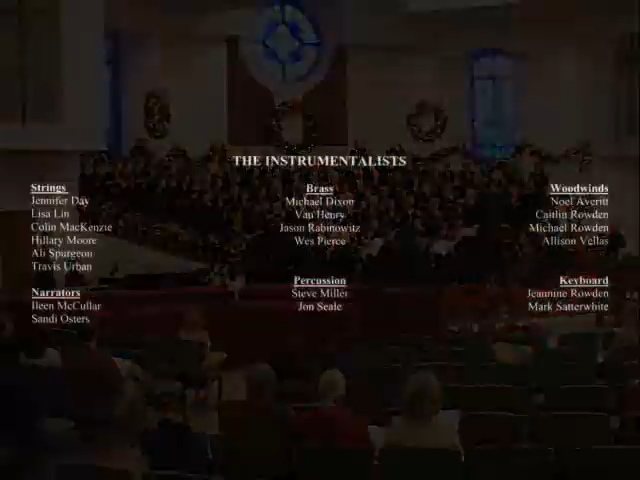 THE INSTRUMENTALISTS
Strings
Jennifer Day
Lisa Lin
Colin MacKenzie
Hillary Moore
Ali Spurgeon
Travis Urban
Brass
Michael Dixon
Van Henry
Jason Rabinowitz
Wes Pierce
Woodwinds
Noel Averitt
Caitlin Rowden
Michael Rowden
Allison Vellas
Narrators
Ileen McCullar
Sandi Osters
Percussion
Steve Miller
Jon Seale
Keyboard
Jeannine Rowden
Mark Satterwhite